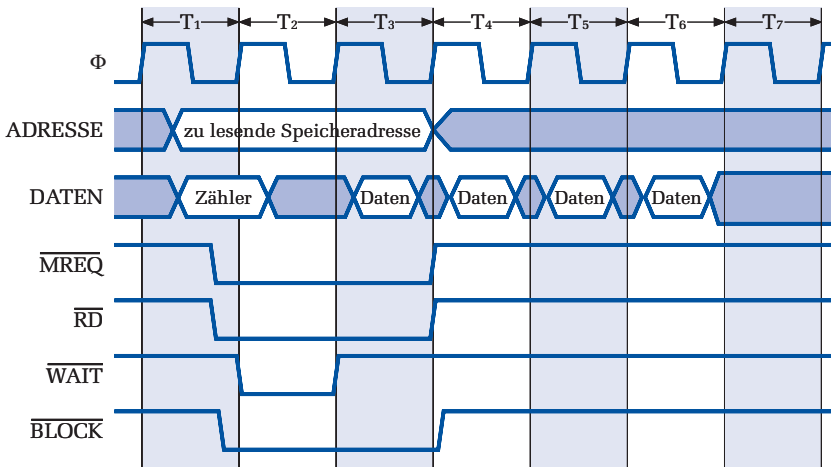 T₁ T₂ T₃ T₄ T₅ T₆ T₇
Φ
ADRESSE zu lesende Speicheradresse
DATEN Zähler Daten Daten Daten Daten
MREQ
RD
WAIT
BLOCK